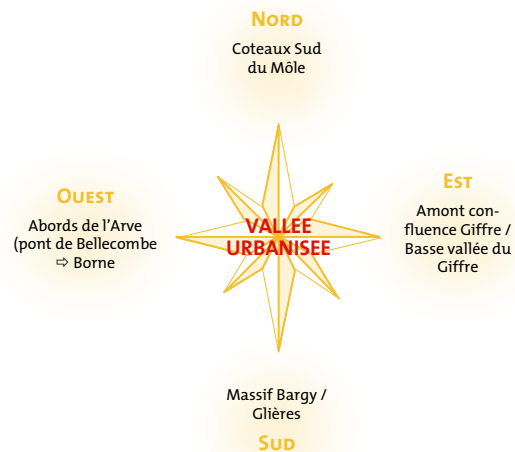 NORD
Coteaux Sud
du Môle
OUEST
Abords de l'Arve
(pont de Bellecombe
⇨ Borne
VALLEE
URBANISEE
EST
Amont con-
fluence Giffre /
Basse vallée du
Giffre
Massif Bargy /
Glières
SUD